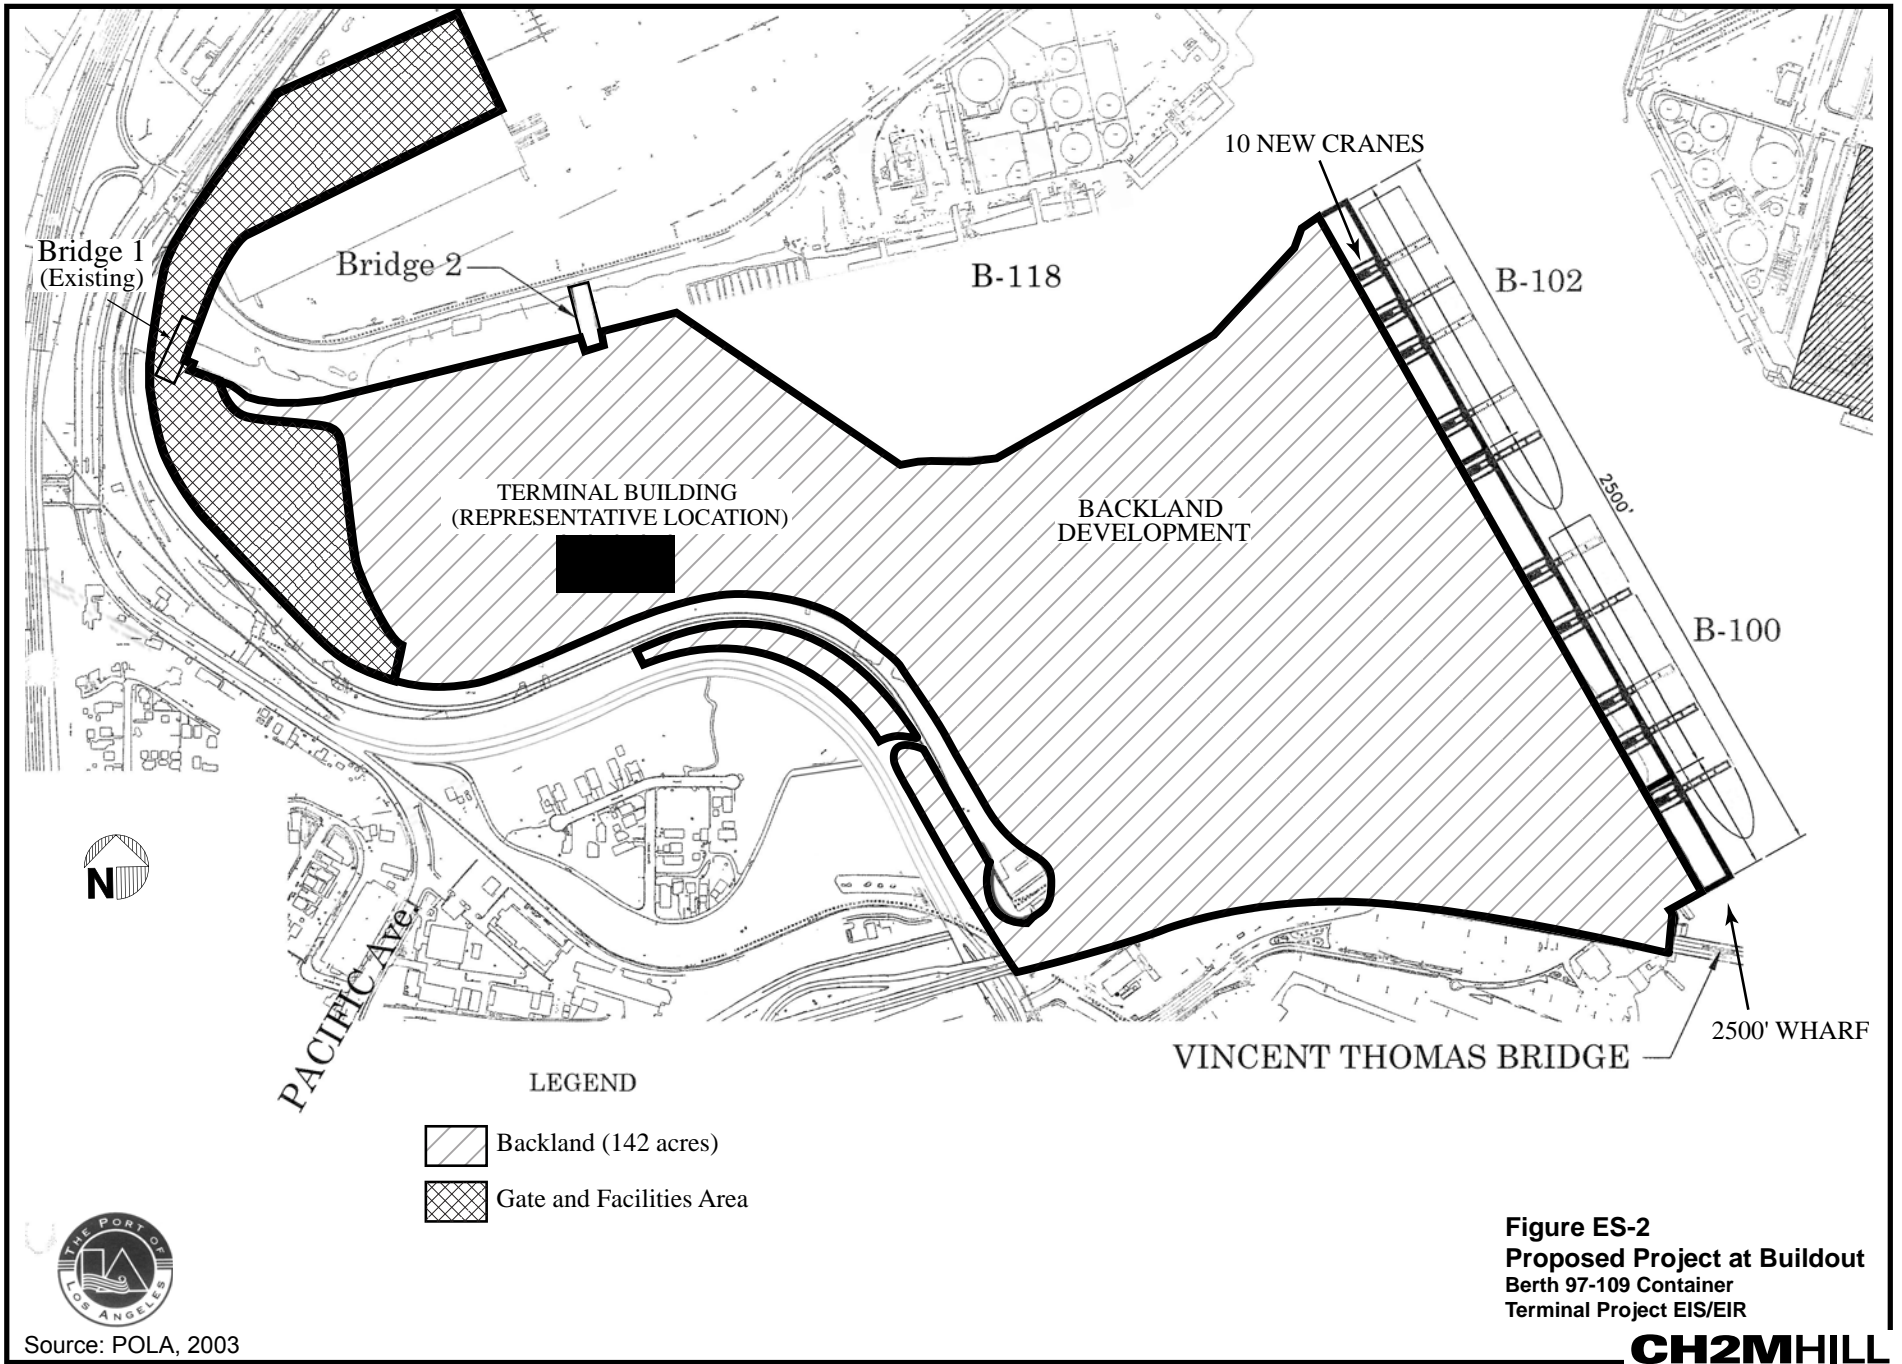 10 NEW CRANES
Bridge 1
(Existing)
Bridge 2
B-118
B-102
TERMINAL BUILDING
(REPRESENTATIVE LOCATION)
BACKLAND
DEVELOPMENT
2500'
B-100
N
PACIFIC Ave.
2500' WHARF
VINCENT THOMAS BRIDGE
LEGEND
Backland (142 acres)
Gate and Facilities Area
THE PORT OF
LA
LOS ANGELES
Source: POLA, 2003
Figure ES-2
Proposed Project at Buildout
Berth 97-109 Container
Terminal Project EIS/EIR
CH2MHILL